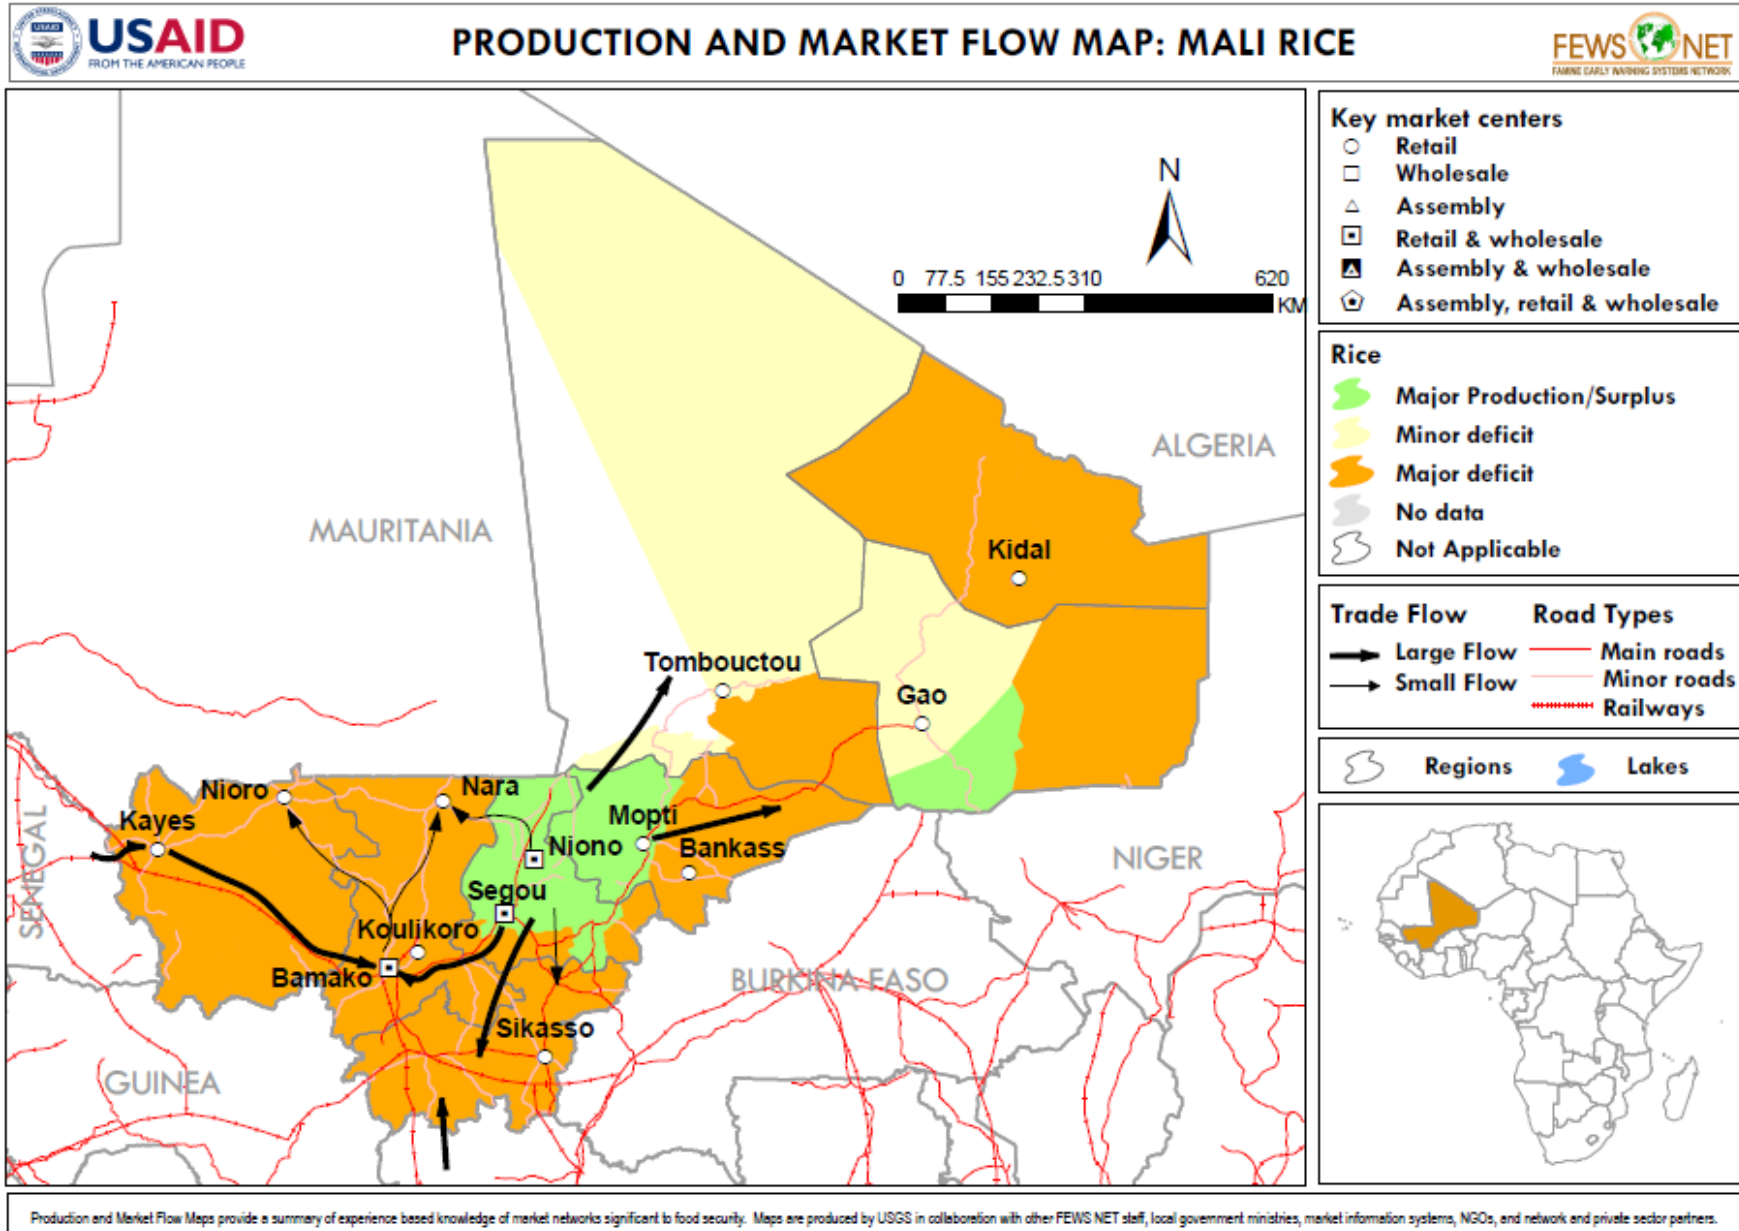 USAID
FROM THE AMERICAN PEOPLE
PRODUCTION AND MARKET FLOW MAP: MALI RICE
FEWS NET
FAMINE EARLY WARNING SYSTEMS NETWORK
N
0 77.5 155 232.5 310 620
KM
ALGERIA
MAURITANIA
Kidal
Tombouctou
Gao
Nioro
Nara
Kayes
Mopti
Niono
Bankass
NIGER
SENEGAL
Segou
Koulikoro
Bamako
BURKINA FASO
Sikasso
GUINEA
Key market centers
Retail
Wholesale
Assembly
Retail & wholesale
Assembly & wholesale
Assembly, retail & wholesale
Rice
Major Production/Surplus
Minor deficit
Major deficit
No data
Not Applicable
Trade Flow Road Types
Large Flow Main roads
Small Flow Minor roads
Railways
Regions Lakes
Production and Market Flow Maps provide a summary of experience based knowledge of market networks significant to food security. Maps are produced by USGS in collaboration with other FEWS NET staff, local government ministries, market information systems, NGOs, and network and private sector partners.